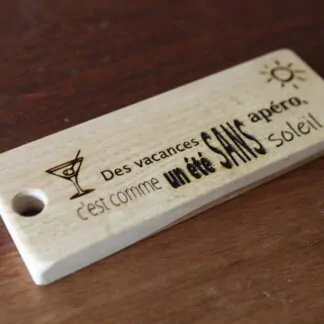 Des vacances SANS apéro,
c'est comme un été SANS soleil